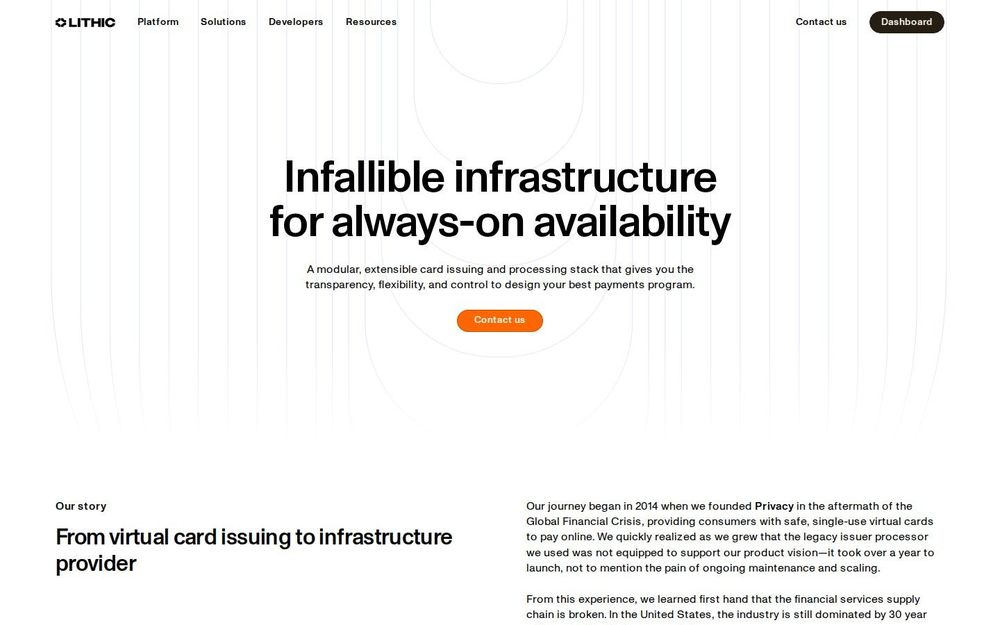 LITHIC
Platform
Solutions
Developers
Resources
Contact us
Dashboard
Infallible infrastructure
for always-on availability
A modular, extensible card issuing and processing stack that gives you the
transparency, flexibility, and control to design your best payments program.
Contact us
Our story
From virtual card issuing to infrastructure
provider
Our journey began in 2014 when we founded Privacy in the aftermath of the
Global Financial Crisis, providing consumers with safe, single-use virtual cards
to pay online. We quickly realized as we grew that the legacy issuer processor
we used was not equipped to support our product vision—it took over a year to
launch, not to mention the pain of ongoing maintenance and scaling.
From this experience, we learned first hand that the financial services supply
chain is broken. In the United States, the industry is still dominated by 30 year